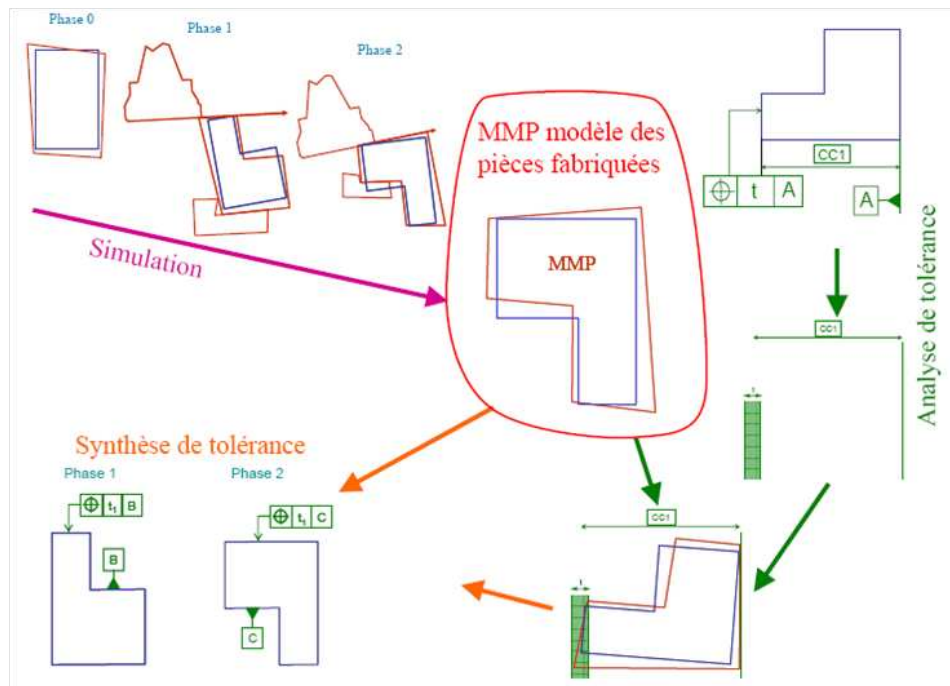 Phase 0
Phase 1
Phase 2
Simulation
MMP modèle des
pièces fabriquées
MMP
CC1
t A
A
Analyse de tolérance
CC1
t
Synthèse de tolérance
Phase 1
Phase 2
⌖ t₁ B
B
⌖ t₁ C
C
CC1
t